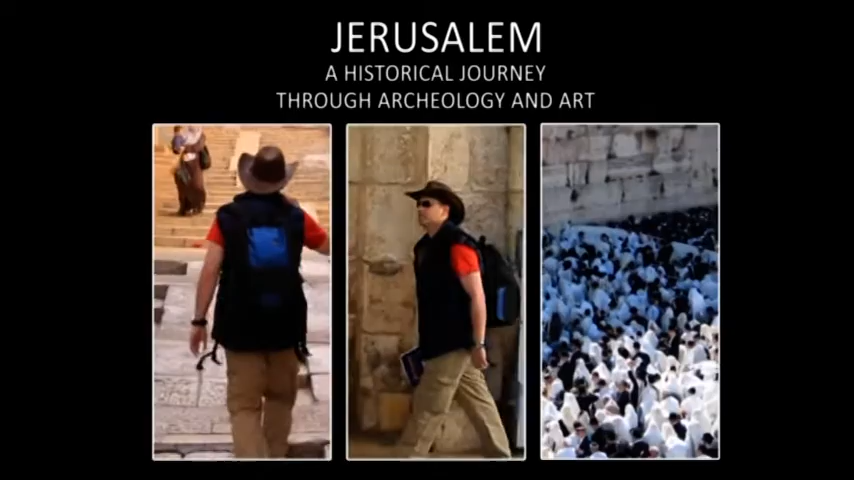 JERUSALEM
A HISTORICAL JOURNEY
THROUGH ARCHEOLOGY AND ART